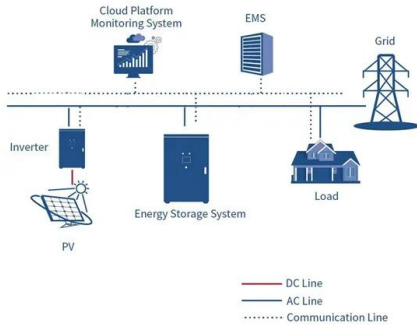 Cloud Platform
Monitoring System
EMS
Grid
Inverter
Energy Storage System
Load
PV
DC Line
AC Line
Communication Line